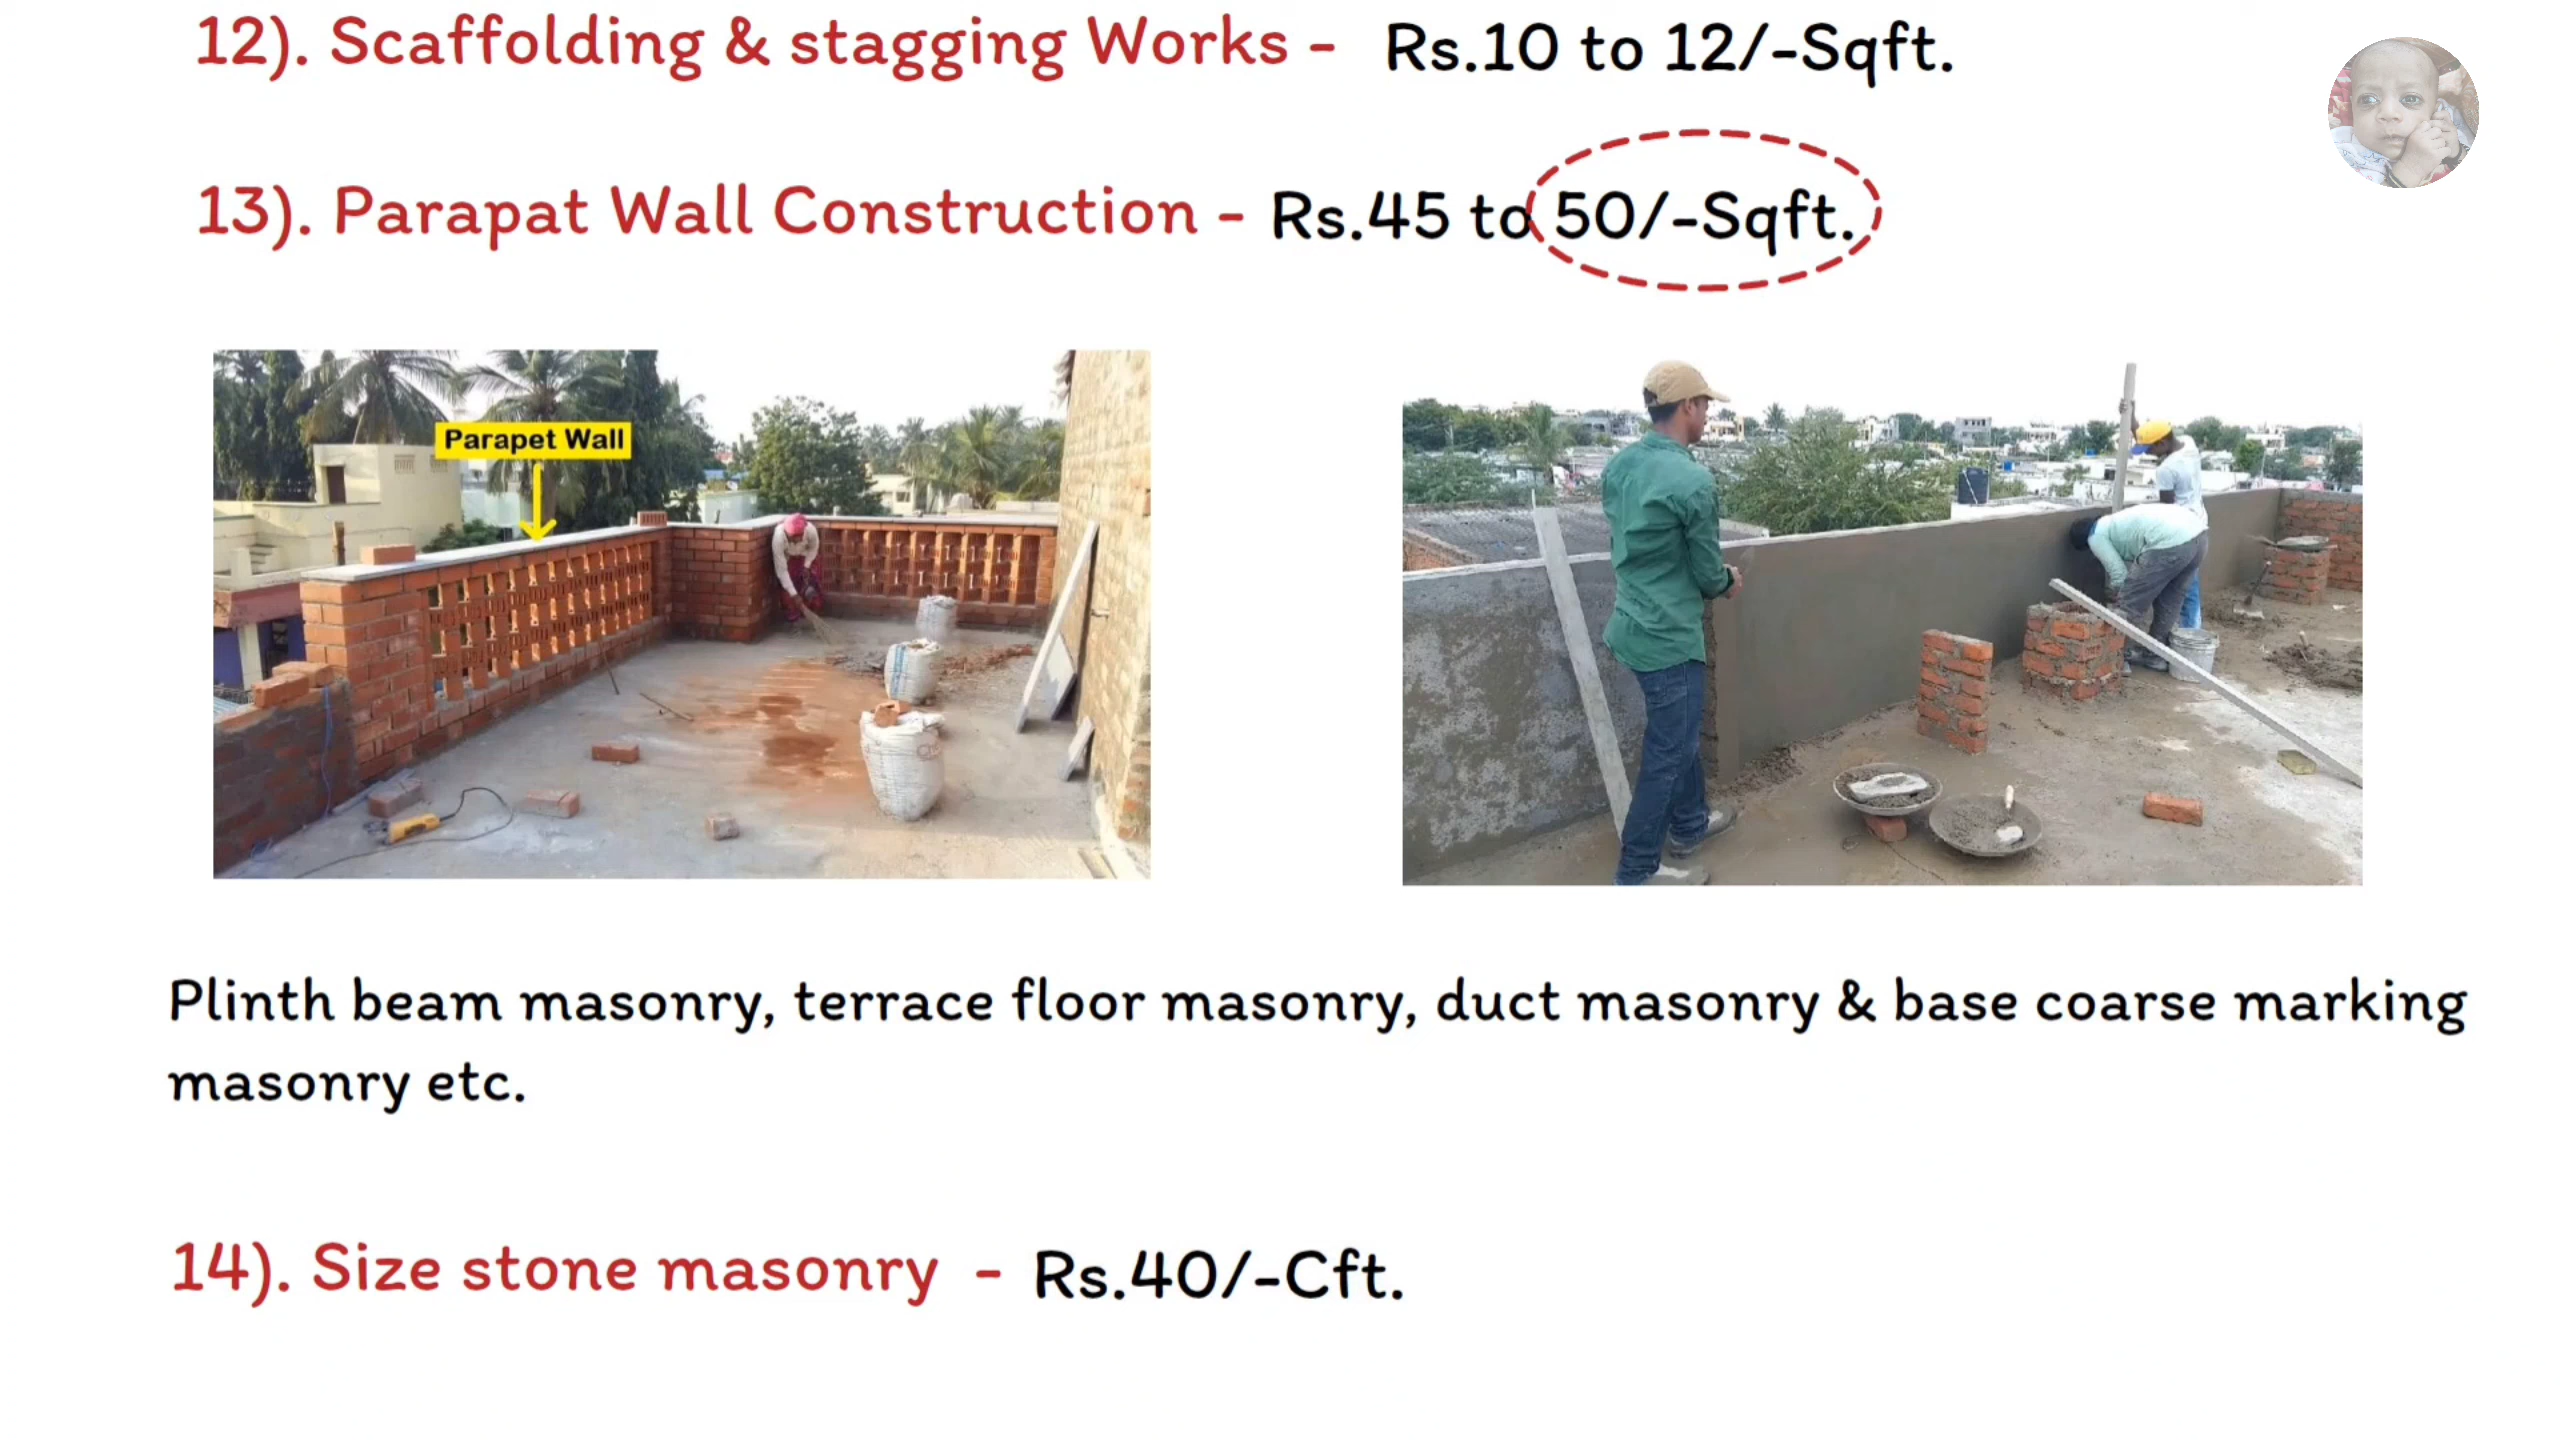 12). Scaffolding & stagging Works - Rs.10 to 12/-Sqft.
13). Parapat Wall Construction - Rs.45 to 50/-Sqft.
Parapet Wall
Plinth beam masonry, terrace floor masonry, duct masonry & base coarse marking
masonry etc.
14). Size stone masonry - Rs.40/-Cft.